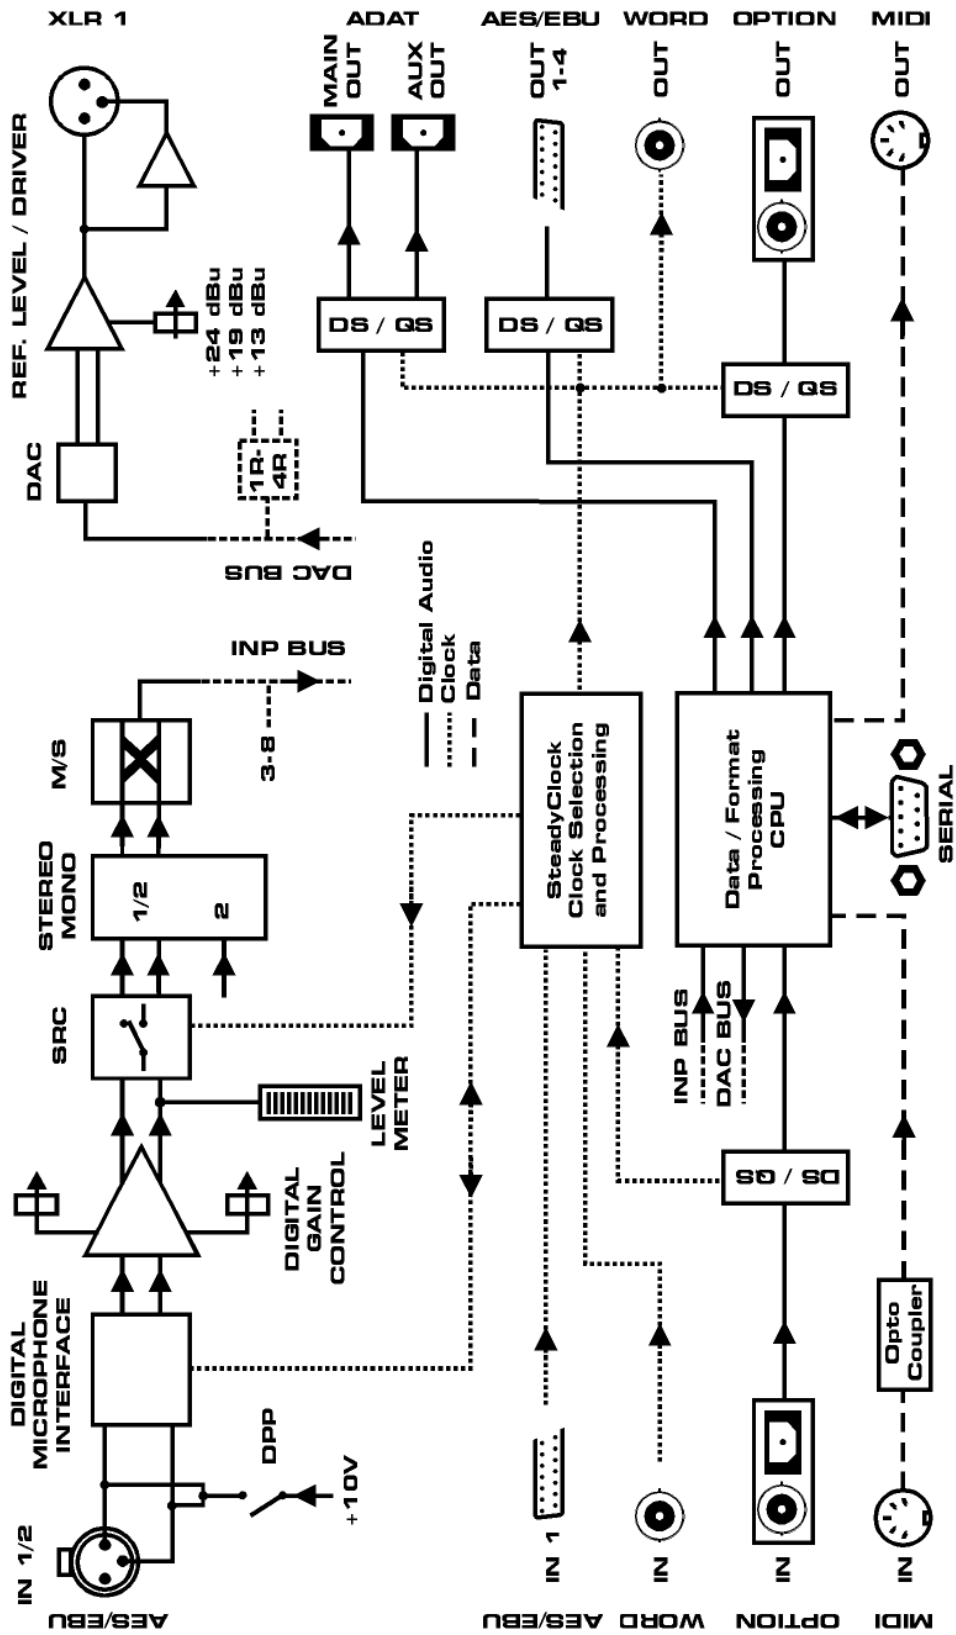 XLR 1
ADAT
AES/EBU
WORD
OPTION
MIDI
MAIN
OUT
AUX
OUT
OUT
1-4
OUT
OUT
OUT
REF. LEVEL / DRIVER
+24 dBu
+19 dBu
+13 dBu
DS / QS
DS / QS
DS / QS
DAC
1R-
4R
DAC BUS
INP BUS
3-8
Digital Audio
Clock
Data
M/S
STEREO
MONO
1/2
2
SteadyClock
Clock Selection
and Processing
Data / Format
Processing
CPU
SERIAL
SRC
LEVEL
METER
INP BUS
DAC BUS
DIGITAL
GAIN
CONTROL
DS / QS
DIGITAL
MICROPHONE
INTERFACE
Opto
Coupler
DPP
+10V
IN 1/2
IN 1
IN
IN
IN
AES/EBU
AES/EBU
WORD
OPTION
MIDI